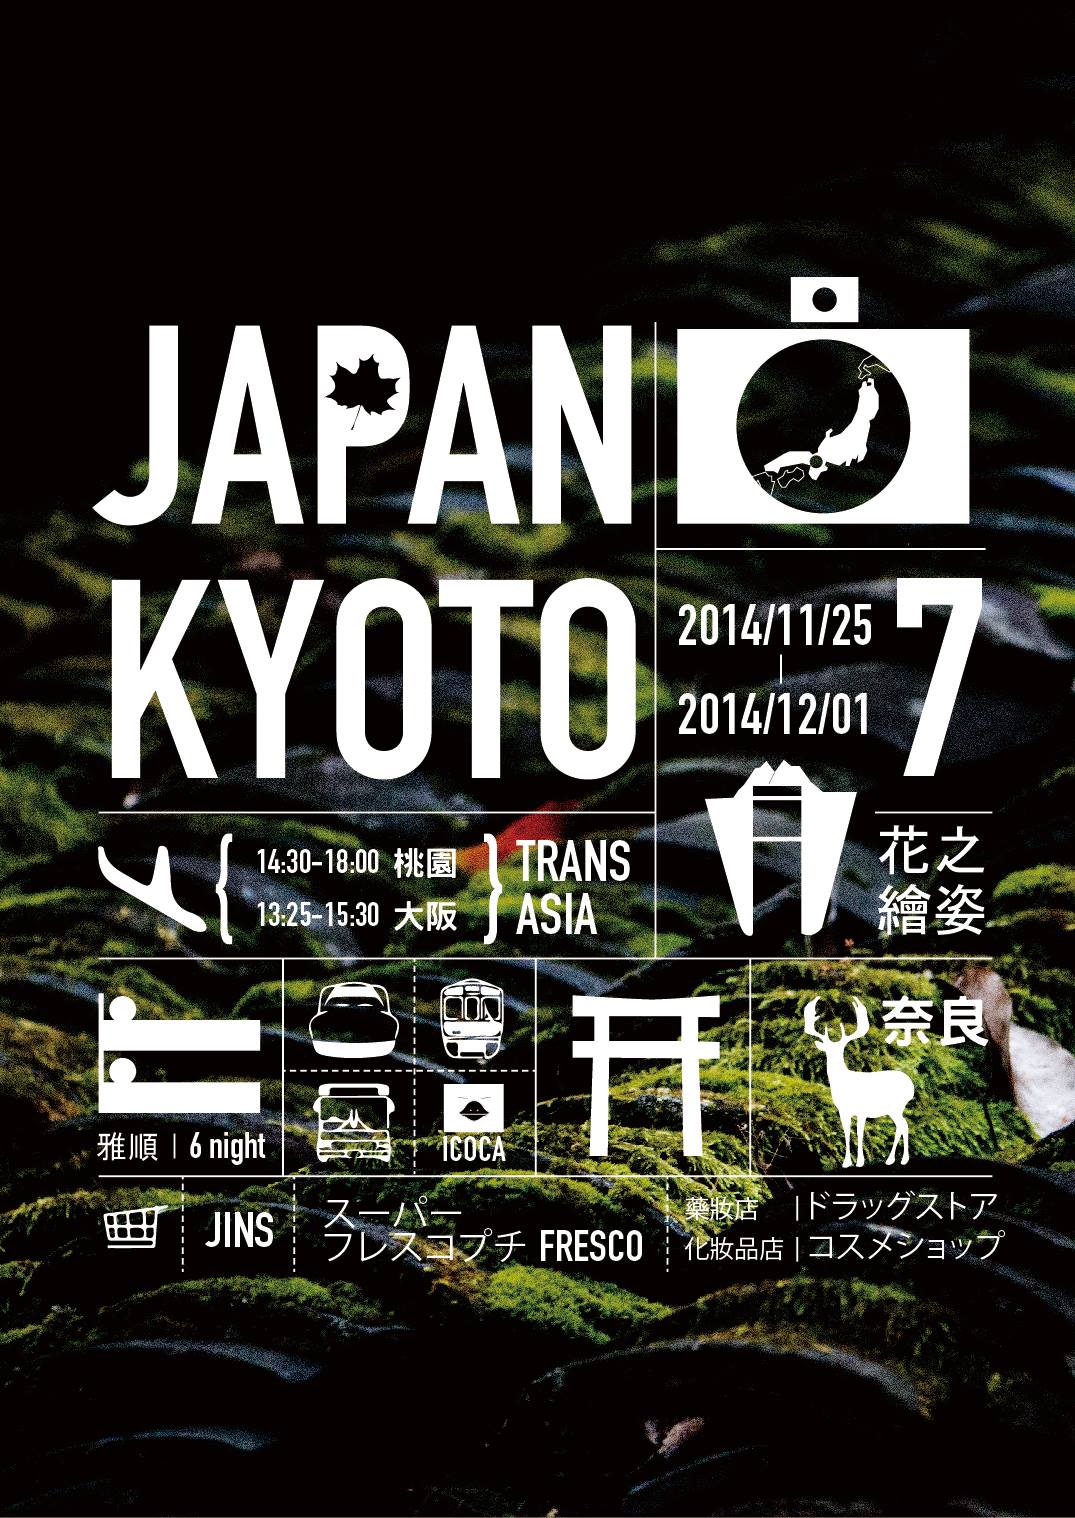 JAPAN
KYOTO
2014/11/25
|
2014/12/01
7
14:30-18:00 桃園
13:25-15:30 大阪
TRANS
ASIA
花之
繪姿
雅順 | 6 night
ICOCA
奈良
JINS
スーパー
フレスコプチ FRESCO
藥妝店 | ドラッグストア
化妝品店 | コスメショップ